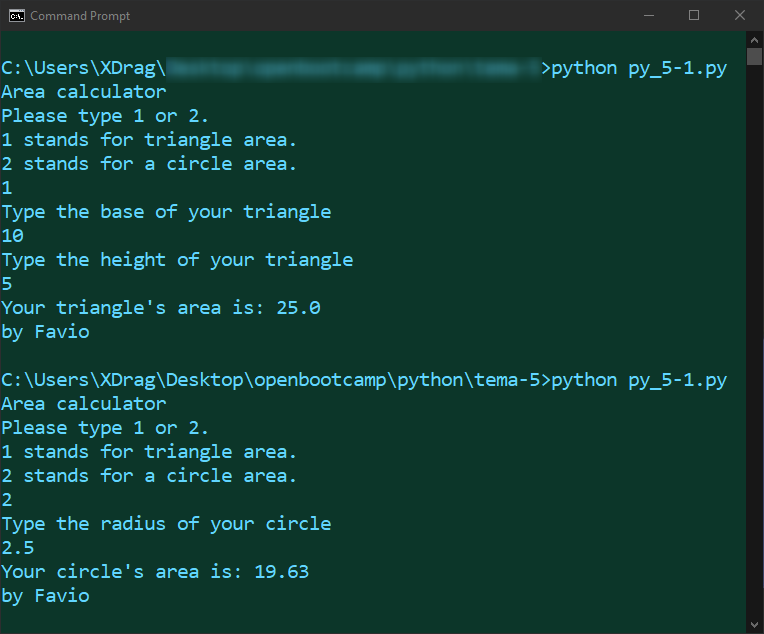 Command Prompt
C:\Users\XDrag\ >python py_5-1.py
Area calculator
Please type 1 or 2.
1 stands for triangle area.
2 stands for a circle area.
1
Type the base of your triangle
10
Type the height of your triangle
5
Your triangle's area is: 25.0
by Favio
C:\Users\XDrag\Desktop\openbootcamp\python\tema-5>python py_5-1.py
Area calculator
Please type 1 or 2.
1 stands for triangle area.
2 stands for a circle area.
2
Type the radius of your circle
2.5
Your circle's area is: 19.63
by Favio